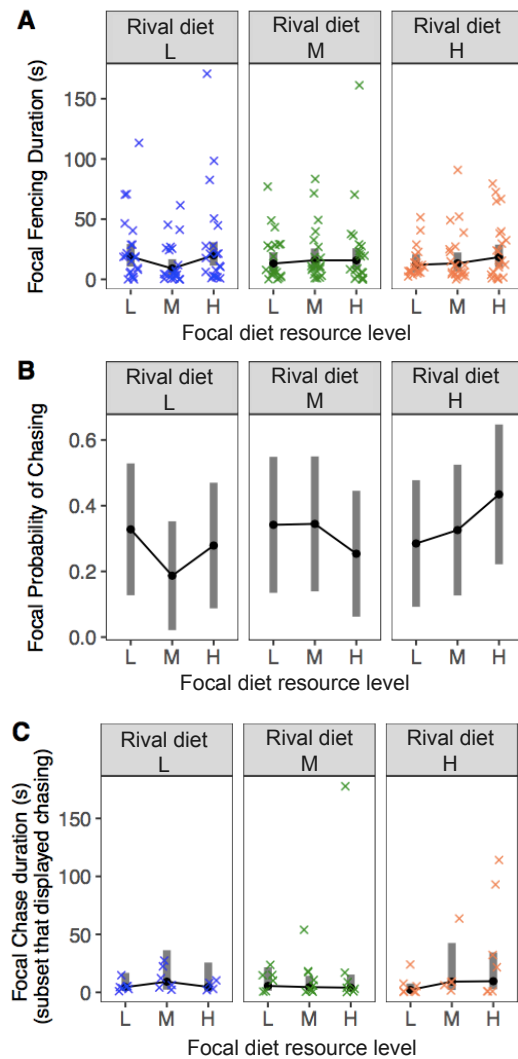 A
Rival diet L
Rival diet M
Rival diet H
Focal Fencing Duration (s)
150
100
50
0
L M H L M H L M H
Focal diet resource level
B
Rival diet L
Rival diet M
Rival diet H
Focal Probability of Chasing
0.6
0.4
0.2
0.0
L M H L M H L M H
Focal diet resource level
C
Rival diet L
Rival diet M
Rival diet H
Focal Chase duration (s)
(subset that displayed chasing)
150
100
50
0
L M H L M H L M H
Focal diet resource level